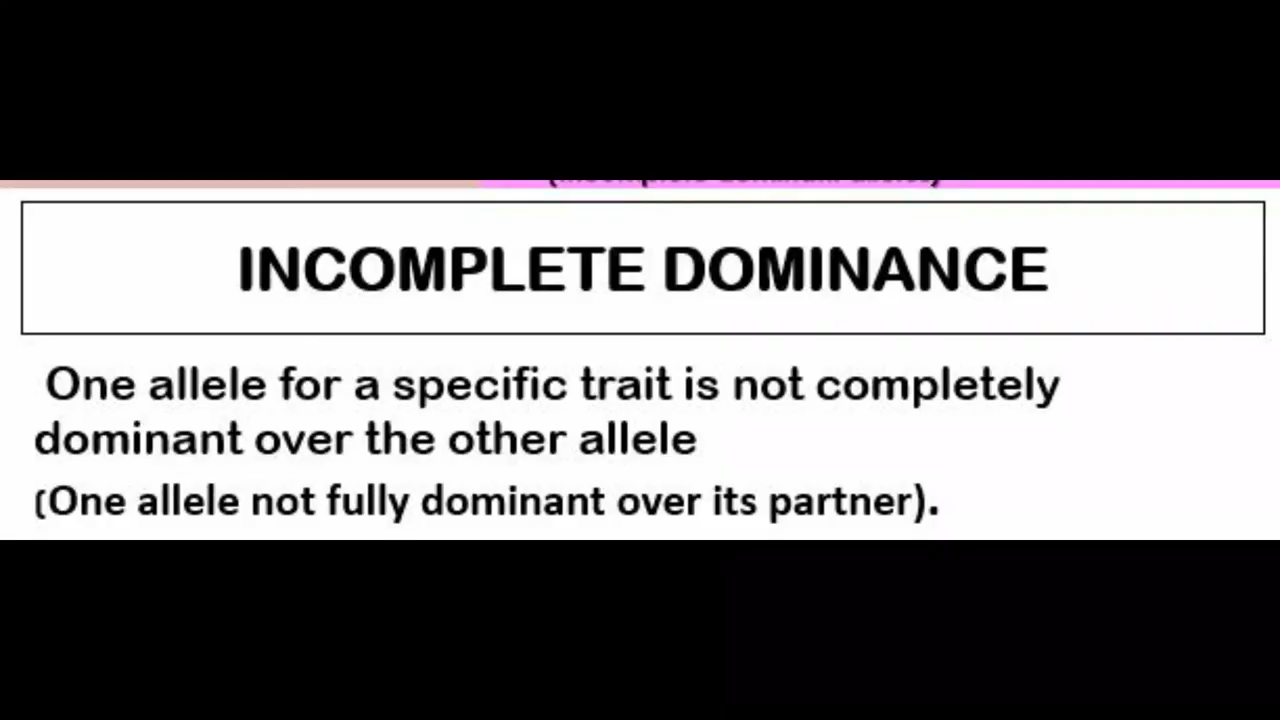 INCOMPLETE DOMINANCE
One allele for a specific trait is not completely
dominant over the other allele
(One allele not fully dominant over its partner).